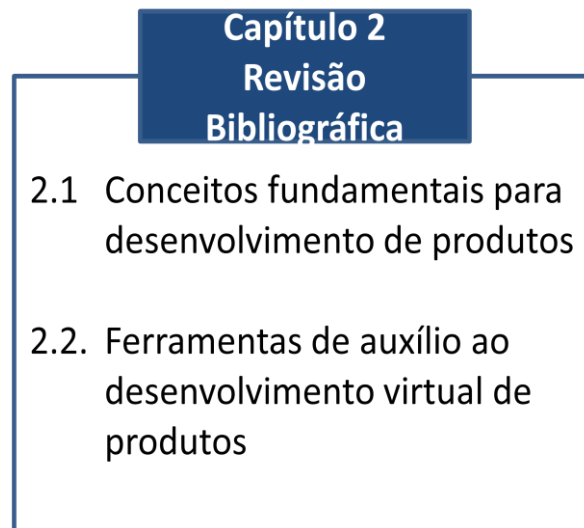 Capítulo 2
Revisão
Bibliográfica
2.1 Conceitos fundamentais para
desenvolvimento de produtos
2.2. Ferramentas de auxílio ao
desenvolvimento virtual de
produtos